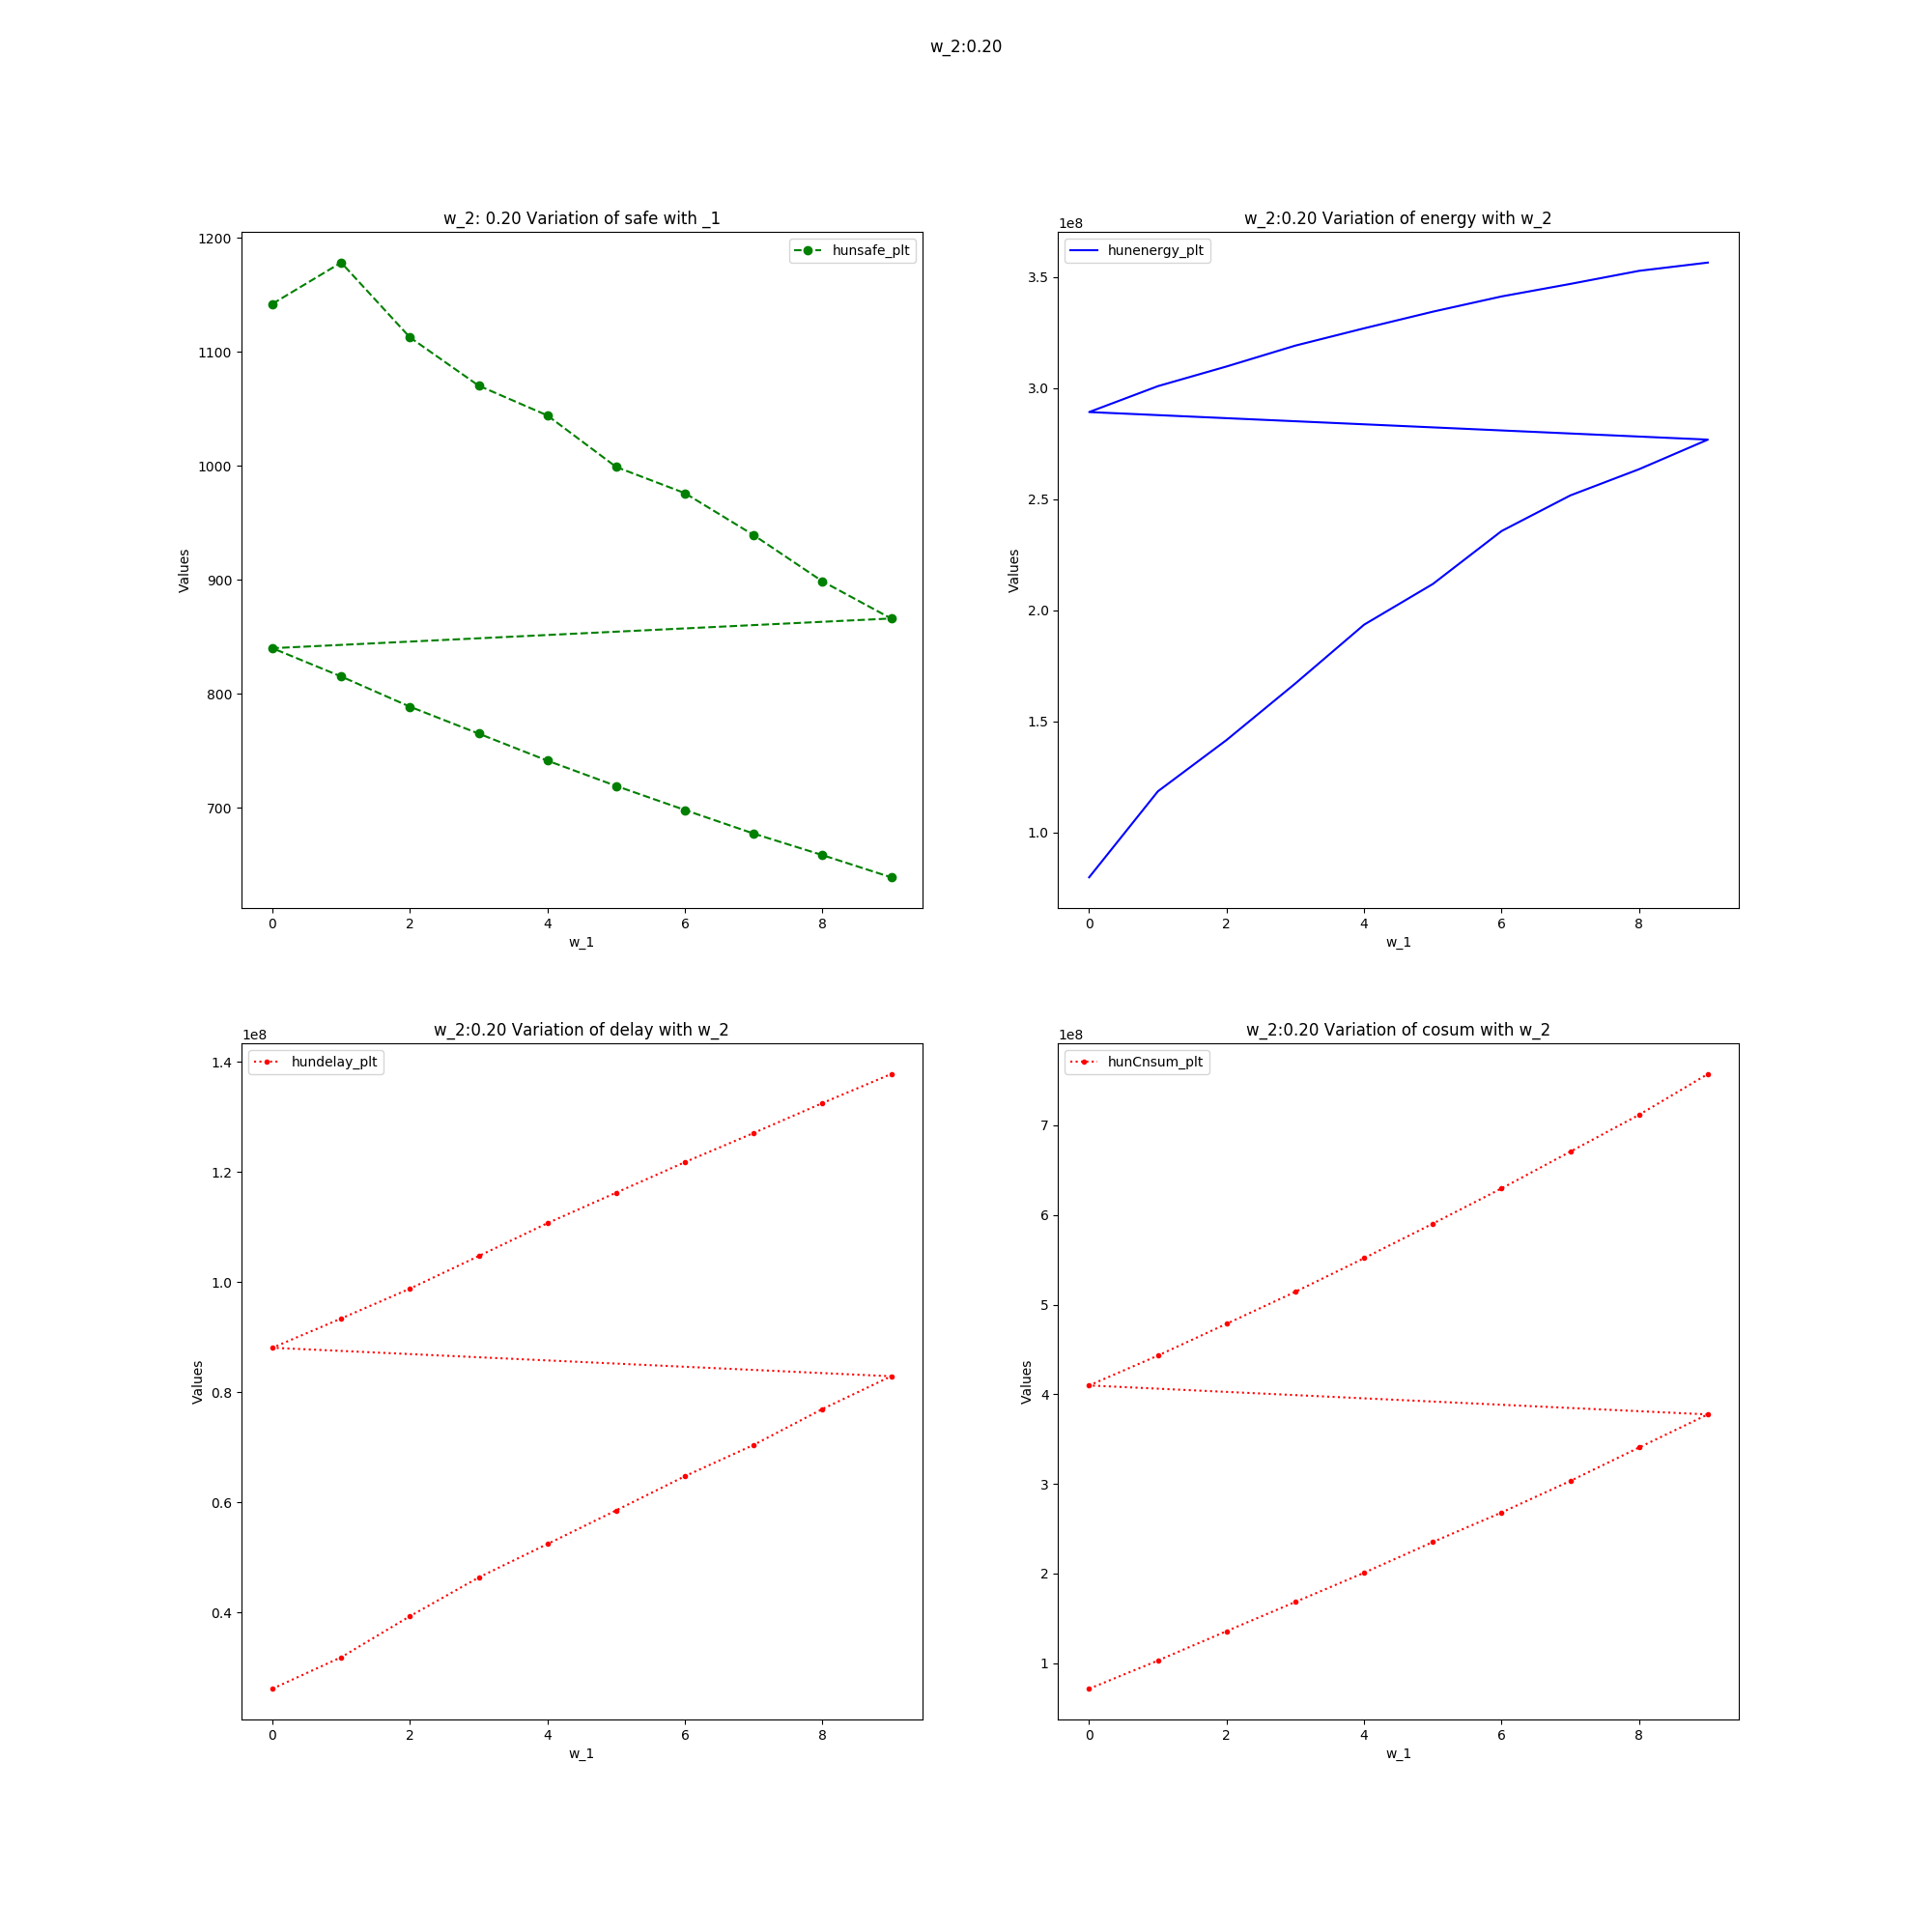 w_2:0.20
w_2: 0.20 Variation of safe with _1
1200
1100
1000
900
800
700
Values
0 2 4 6 8
w_1
hunsafe_plt
w_2:0.20 Variation of energy with w_2
1e8
3.5
3.0
2.5
2.0
1.5
1.0
Values
0 2 4 6 8
w_1
hunenergy_plt
w_2:0.20 Variation of delay with w_2
1e8
1.4
1.2
1.0
0.8
0.6
0.4
Values
0 2 4 6 8
w_1
hundelay_plt
w_2:0.20 Variation of cosum with w_2
1e8
7
6
5
4
3
2
1
Values
0 2 4 6 8
w_1
hunCnsum_plt